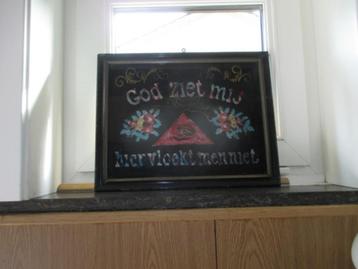 God ziet mij
hier vloekt men niet